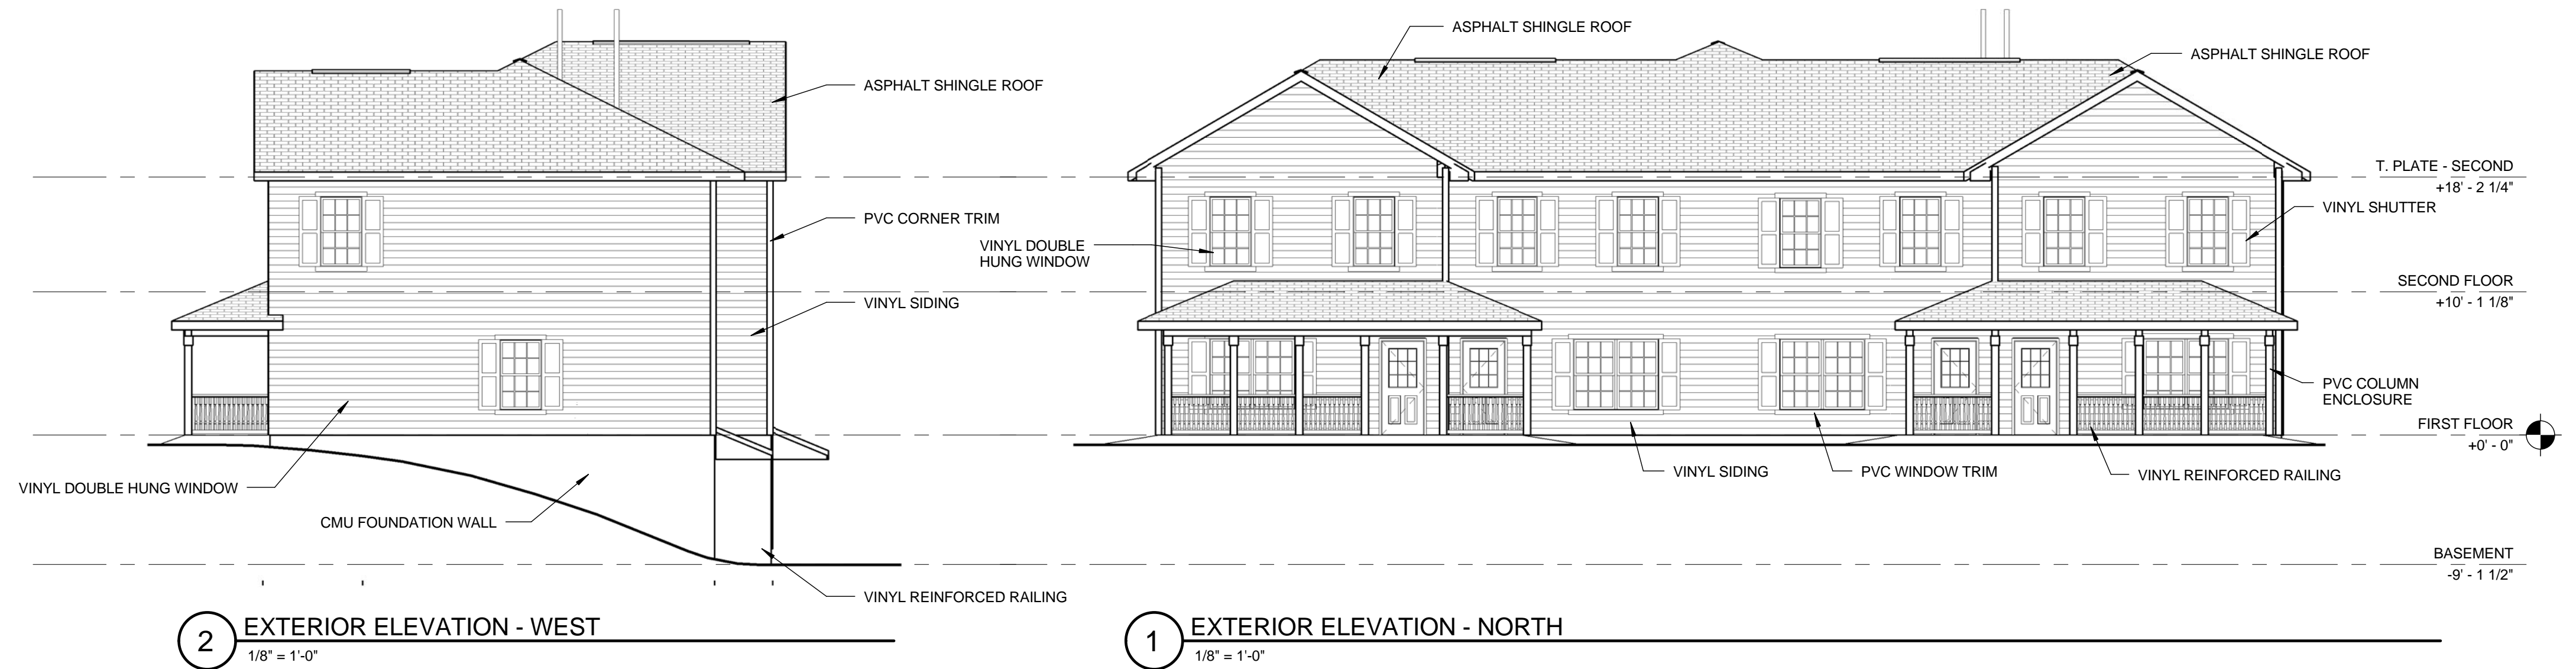 ASPHALT SHINGLE ROOF
PVC CORNER TRIM
VINYL SIDING
VINYL DOUBLE HUNG WINDOW
CMU FOUNDATION WALL
VINYL REINFORCED RAILING
2
EXTERIOR ELEVATION - WEST
1/8" = 1'-0"
ASPHALT SHINGLE ROOF
ASPHALT SHINGLE ROOF
VINYL DOUBLE
HUNG WINDOW
T. PLATE - SECOND
+18' - 2 1/4"
VINYL SHUTTER
SECOND FLOOR
+10' - 1 1/8"
PVC COLUMN
ENCLOSURE
FIRST FLOOR
+0' - 0"
VINYL SIDING
PVC WINDOW TRIM
VINYL REINFORCED RAILING
BASEMENT
-9' - 1 1/2"
1
EXTERIOR ELEVATION - NORTH
1/8" = 1'-0"